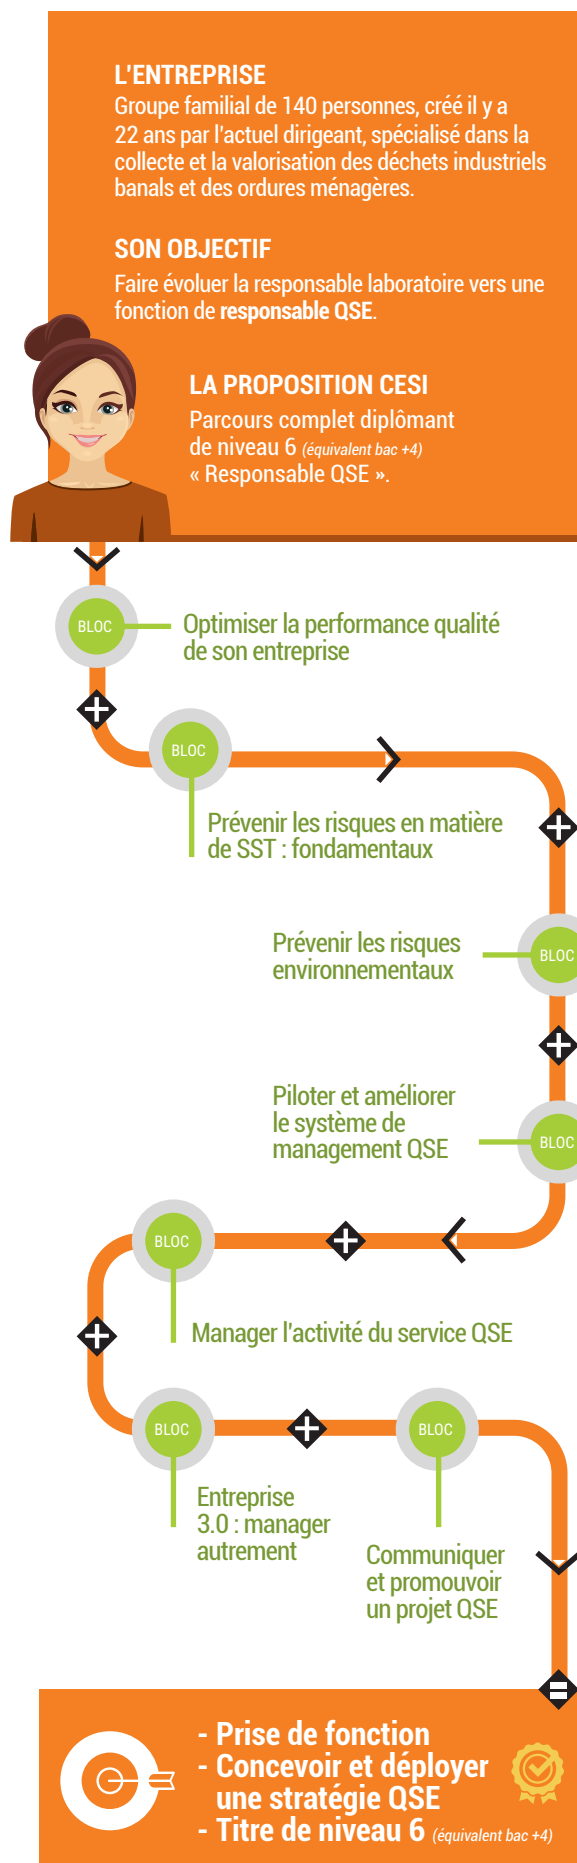 L'ENTREPRISE
Groupe familial de 140 personnes, créé il y a
22 ans par l'actuel dirigeant, spécialisé dans la
collecte et la valorisation des déchets industriels
banals et des ordures ménagères.
SON OBJECTIF
Faire évoluer la responsable laboratoire vers une
fonction de responsable QSE.
LA PROPOSITION CESI
Parcours complet diplômant
de niveau 6 (équivalent bac +4)
« Responsable QSE ».
BLOC
Optimiser la performance qualité
de son entreprise
BLOC
Prévenir les risques en matière
de SST : fondamentaux
Prévenir les risques
environnementaux
BLOC
Piloter et améliorer
le système de
management QSE
BLOC
BLOC
Manager l'activité du service QSE
BLOC
Entreprise
3.0 : manager
autrement
BLOC
Communiquer
et promouvoir
un projet QSE
- Prise de fonction
- Concevoir et déployer
une stratégie QSE
- Titre de niveau 6 (équivalent bac +4)